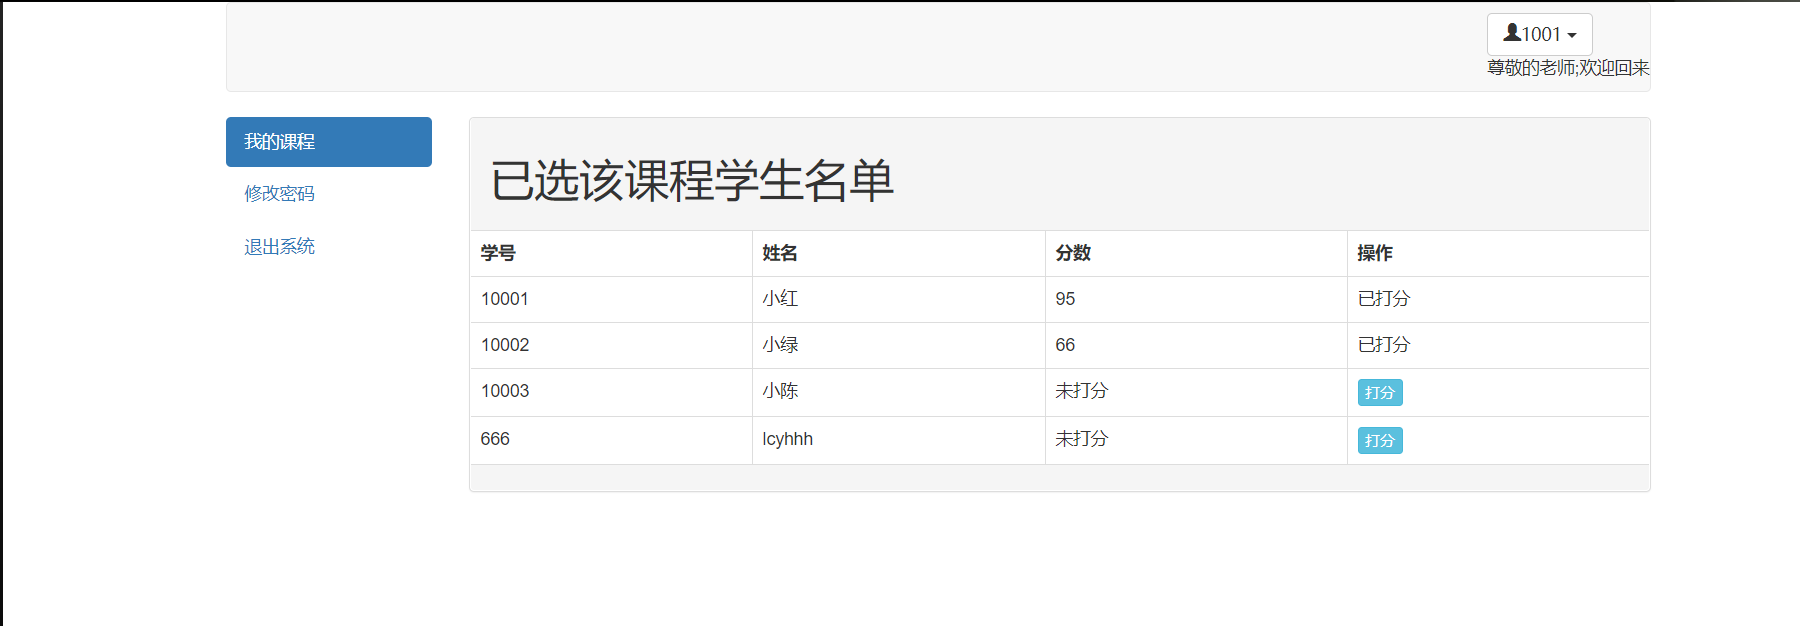 1001
尊敬的老师;欢迎回来
我的课程
修改密码
退出系统
已选该课程学生名单
学号 姓名 分数 操作
10001 小红 95 已打分
10002 小绿 66 已打分
10003 小陈 未打分 打分
666 lcyhhh 未打分 打分